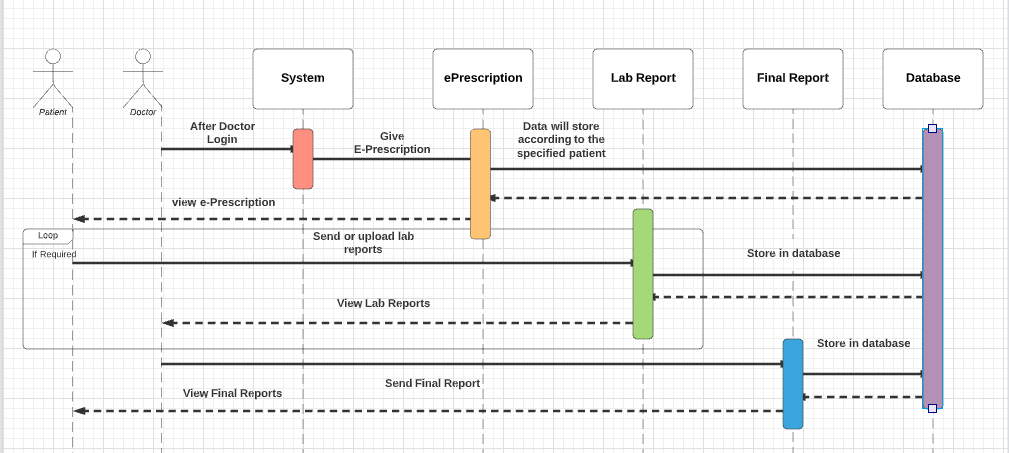 System
ePrescription
Lab Report
Final Report
Database
Patient
Doctor
After Doctor
Login
Give
E-Prescription
Data will store
according to the
specified patient
view e-Prescription
Loop
If Required
Send or upload lab
reports
Store in database
View Lab Reports
Store in database
Send Final Report
View Final Reports